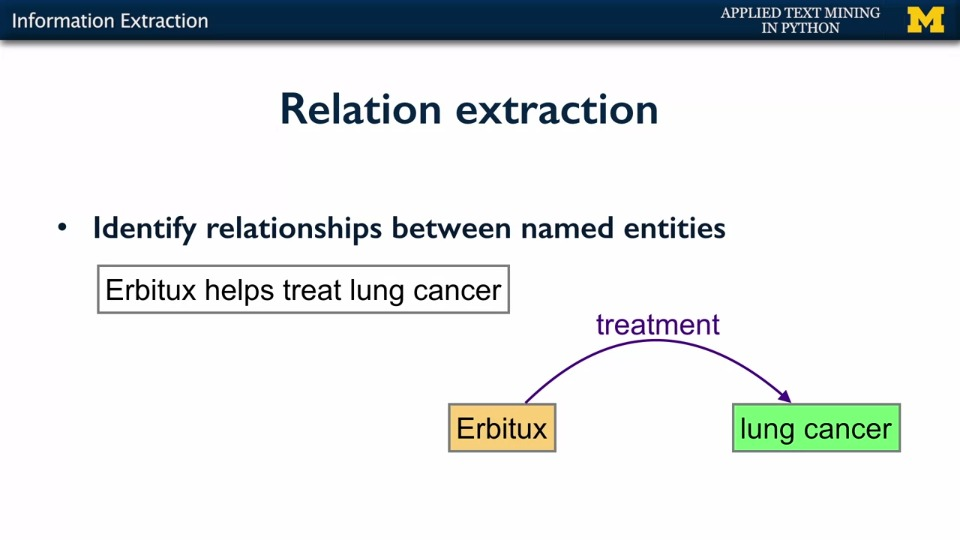 Information Extraction
APPLIED TEXT MINING
IN PYTHON
M
Relation extraction
• Identify relationships between named entities
Erbitux helps treat lung cancer
treatment
Erbitux
lung cancer